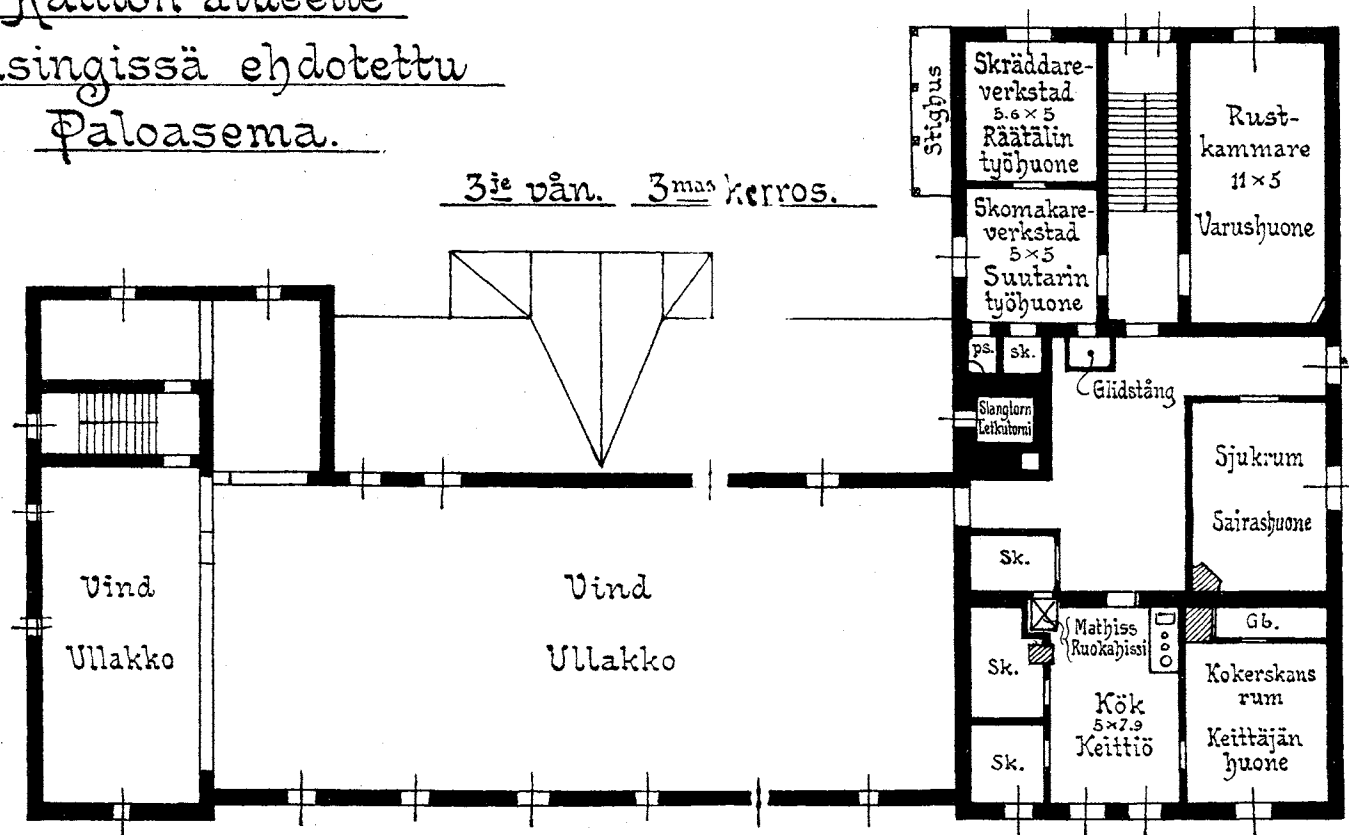 ehdotettu
Paloasema.
3je vån. 3mas kerros.
Stighus
Skräddare-
verkstad
5.6 × 5
Räätälin
työhuone
Rust-
kammare
11 × 5
Varushuone
Skomakare-
verkstad
5 × 5
Suutarin
työhuone
ps.
sk.
Glidstång
Slangtorn
Letkutorni
Sjukrum
Sairashuone
Sk.
Vind
Ullakko
Vind
Ullakko
Mathiss
Ruokahissi
Gb.
Sk.
Kokerskans
rum
Keittäjän
huone
Kök
5×7.9
Keittiö
Sk.